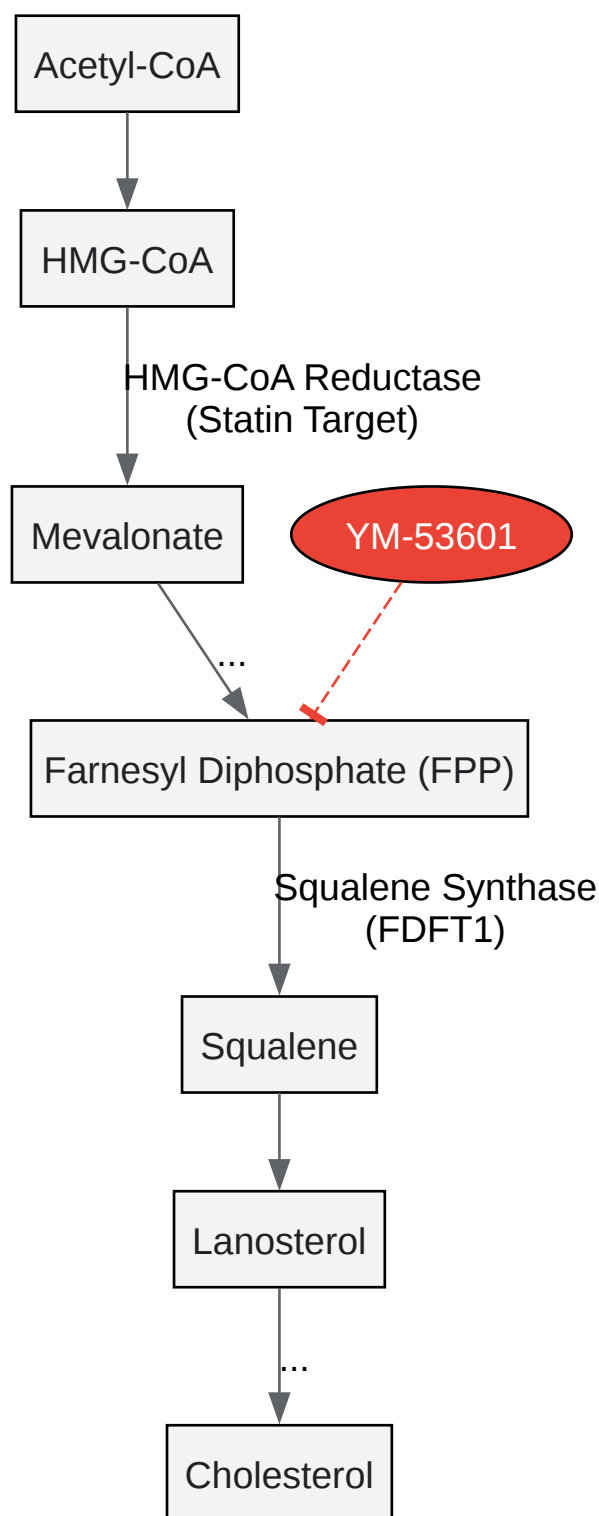 Acetyl-CoA
HMG-CoA
HMG-CoA Reductase
(Statin Target)
Mevalonate
YM-53601
...
Farnesyl Diphosphate (FPP)
Squalene Synthase
(FDFT1)
Squalene
Lanosterol
...
Cholesterol